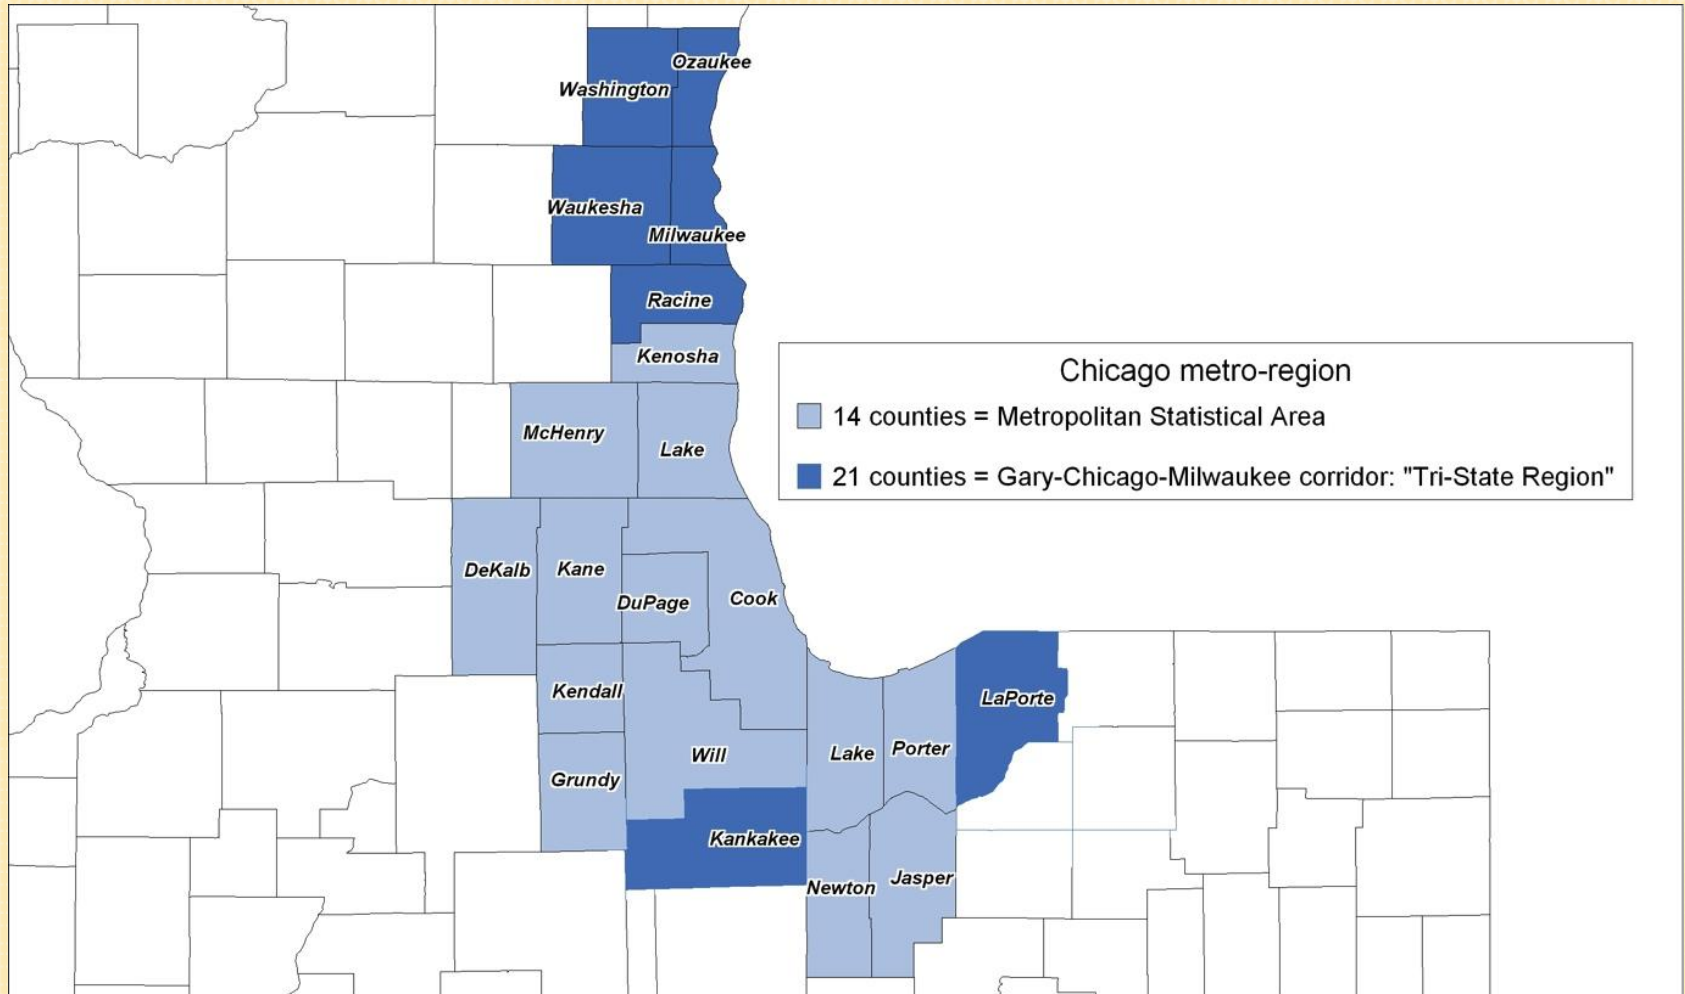 Ozaukee
Washington
Waukesha
Milwaukee
Racine
Kenosha
Chicago metro-region
14 counties = Metropolitan Statistical Area
21 counties = Gary-Chicago-Milwaukee corridor: "Tri-State Region"
McHenry
Lake
DeKalb
Kane
DuPage
Cook
Kendall
LaPorte
Will
Lake
Porter
Grundy
Kankakee
Newton
Jasper